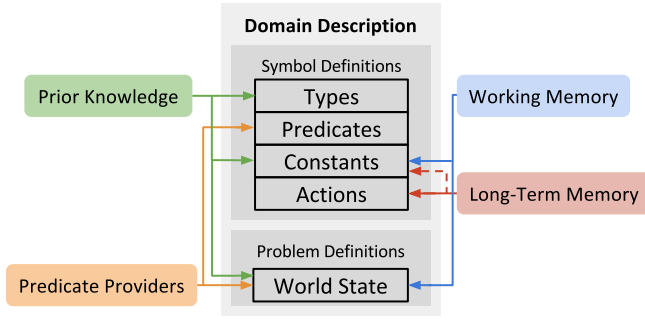 Domain Description
Symbol Definitions
Prior Knowledge
Types
Working Memory
Predicates
Constants
Actions
Long-Term Memory
Problem Definitions
Predicate Providers
World State